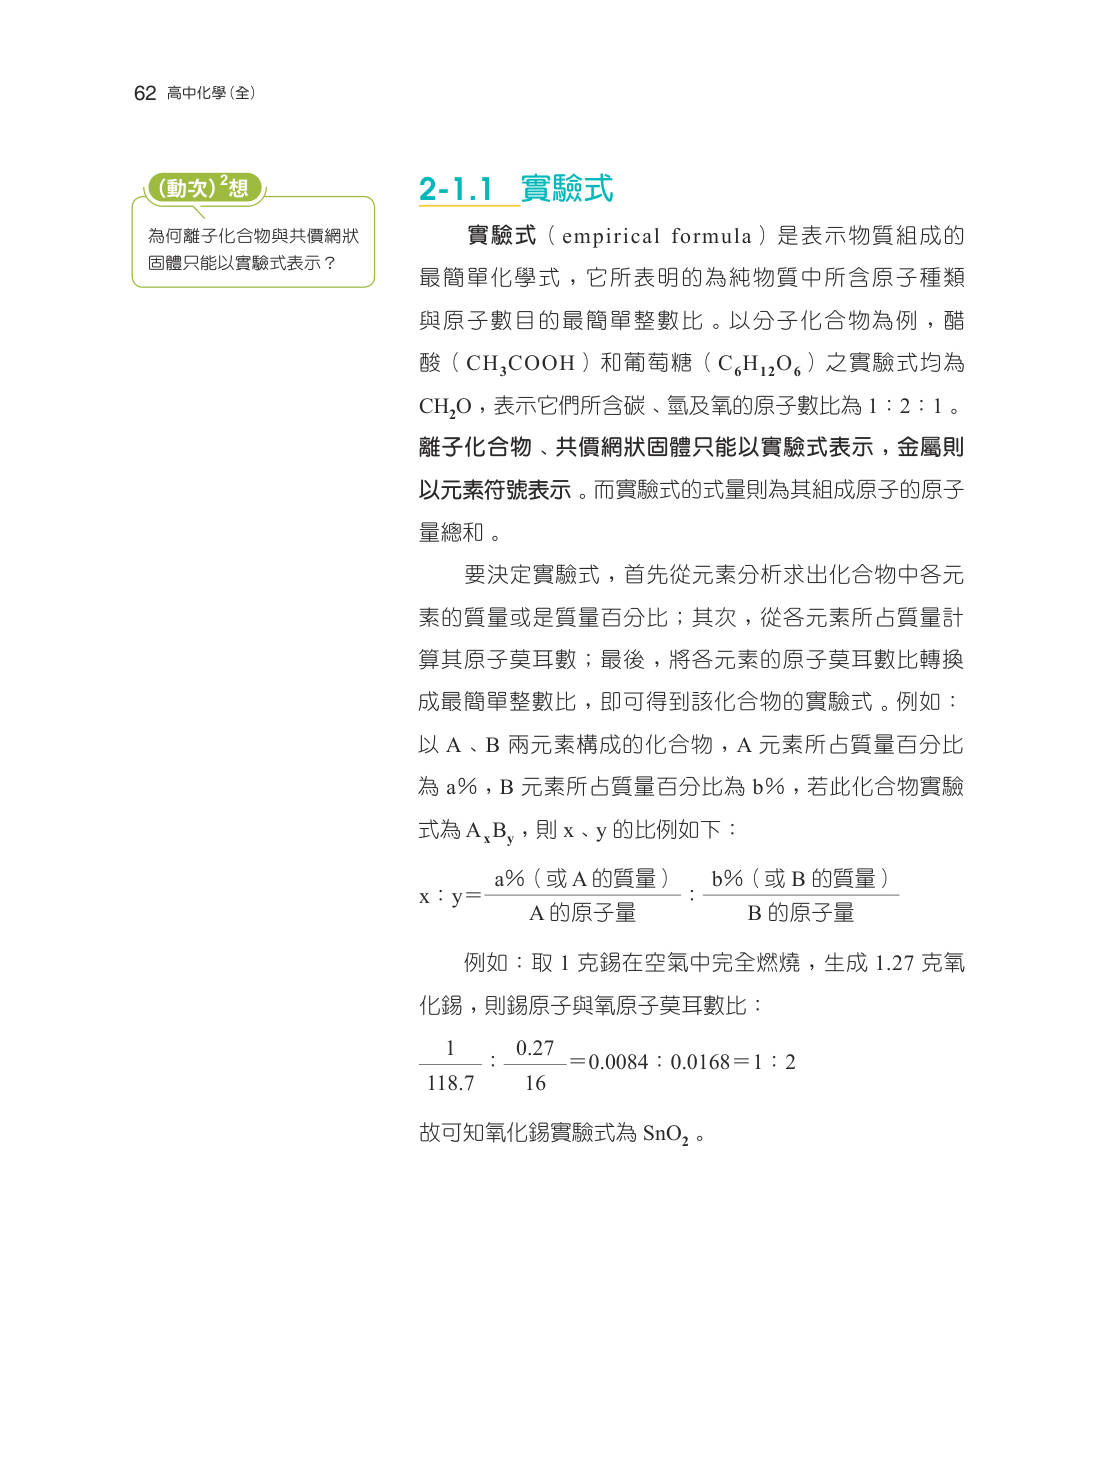 62 高中化學(全)
(動次)²想
為何離子化合物與共價網狀
固體只能以實驗式表示？
2-1.1 實驗式
實驗式（empirical formula）是表示物質組成的
最簡單化學式，它所表明的為純物質中所含原子種類
與原子數目的最簡單整數比。以分子化合物為例，醋
酸（CH₃COOH）和葡萄糖（C₆H₁₂O₆）之實驗式均為
CH₂O，表示它們所含碳、氫及氧的原子數比為 1：2：1。
離子化合物、共價網狀固體只能以實驗式表示，金屬則
以元素符號表示。而實驗式的式量則為其組成原子的原子
量總和。
要決定實驗式，首先從元素分析求出化合物中各元
素的質量或是質量百分比；其次，從各元素所占質量計
算其原子莫耳數；最後，將各元素的原子莫耳數比轉換
成最簡單整數比，即可得到該化合物的實驗式。例如：
以 A、B 兩元素構成的化合物，A 元素所占質量百分比
為 a％，B 元素所占質量百分比為 b％，若此化合物實驗
式為 AₓBᵧ，則 x、y 的比例如下：
x：y＝a％（或 A 的質量）/A 的原子量：b％（或 B 的質量）/B 的原子量
例如：取 1 克錫在空氣中完全燃燒，生成 1.27 克氧
化錫，則錫原子與氧原子莫耳數比：
1/118.7：0.27/16＝0.0084：0.0168＝1：2
故可知氧化錫實驗式為 SnO₂。